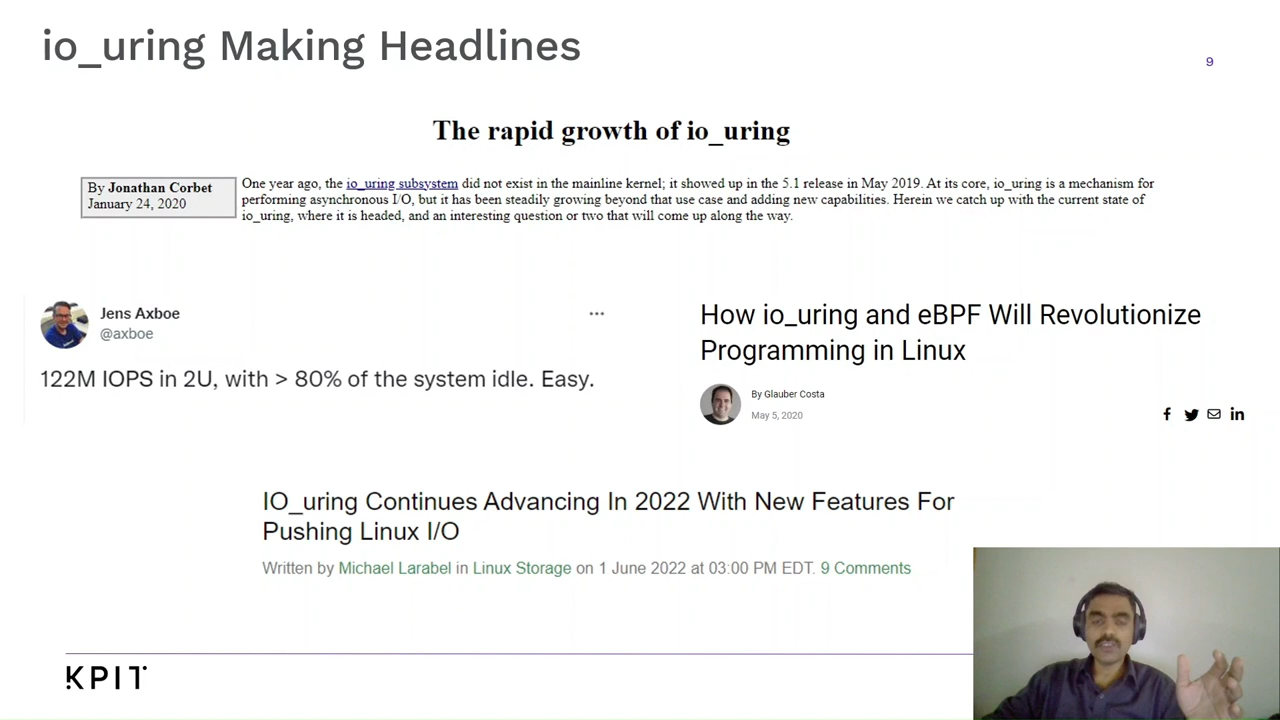 io_uring Making Headlines
9
The rapid growth of io_uring
By Jonathan Corbet
January 24, 2020
One year ago, the io_uring subsystem did not exist in the mainline kernel; it showed up in the 5.1 release in May 2019. At its core, io_uring is a mechanism for
performing asynchronous I/O, but it has been steadily growing beyond that use case and adding new capabilities. Herein we catch up with the current state of
io_uring, where it is headed, and an interesting question or two that will come up along the way.
Jens Axboe
@axboe
122M IOPS in 2U, with > 80% of the system idle. Easy.
How io_uring and eBPF Will Revolutionize
Programming in Linux
By Glauber Costa
May 5, 2020
IO_uring Continues Advancing In 2022 With New Features For
Pushing Linux I/O
Written by Michael Larabel in Linux Storage on 1 June 2022 at 03:00 PM EDT. 9 Comments
KPIT